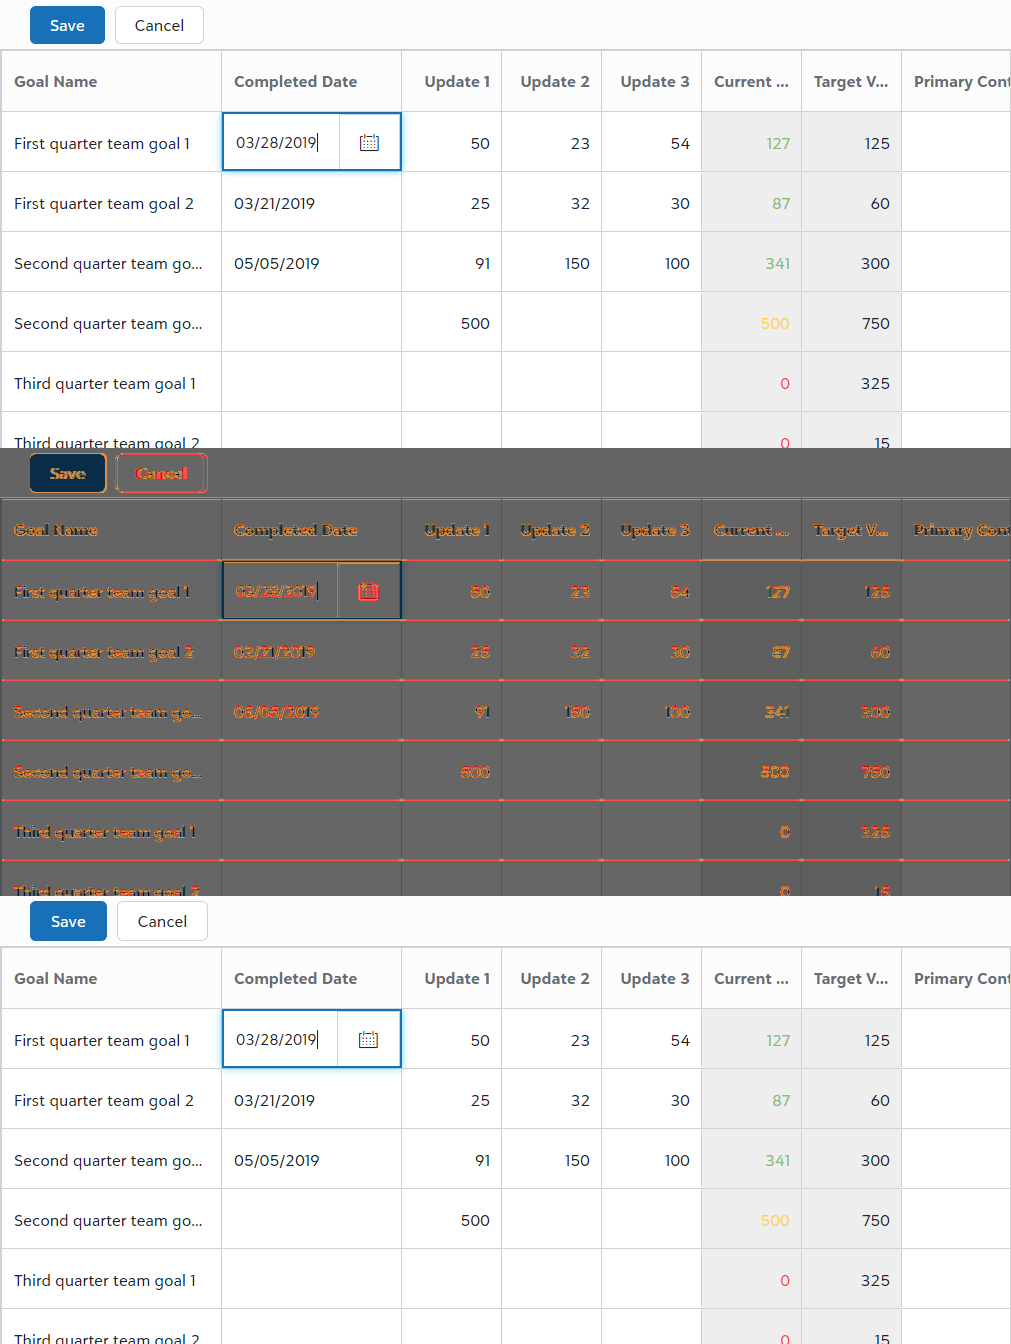 Save Cancel
Goal Name Completed Date Update 1 Update 2 Update 3 Current ... Target V... Primary Cont
First quarter team goal 1 03/28/2019 50 23 54 127 125
First quarter team goal 2 03/21/2019 25 32 30 87 60
Second quarter team go... 05/05/2019 91 150 100 341 300
Second quarter team go... 500 500 750
Third quarter team goal 1 0 325
Third quarter team goal 2 0 15
Save Cancel
Goal Name Completed Date Update 1 Update 2 Update 3 Current ... Target V... Primary Cont
First quarter team goal 1 03/28/2019 50 23 54 127 125
First quarter team goal 2 03/21/2019 25 32 30 87 60
Second quarter team go... 05/05/2019 91 150 100 341 300
Second quarter team go... 500 500 750
Third quarter team goal 1 0 325
Third quarter team goal 2 0 15
Save Cancel
Goal Name Completed Date Update 1 Update 2 Update 3 Current ... Target V... Primary Cont
First quarter team goal 1 03/28/2019 50 23 54 127 125
First quarter team goal 2 03/21/2019 25 32 30 87 60
Second quarter team go... 05/05/2019 91 150 100 341 300
Second quarter team go... 500 500 750
Third quarter team goal 1 0 325
Third quarter team goal 2 0 15